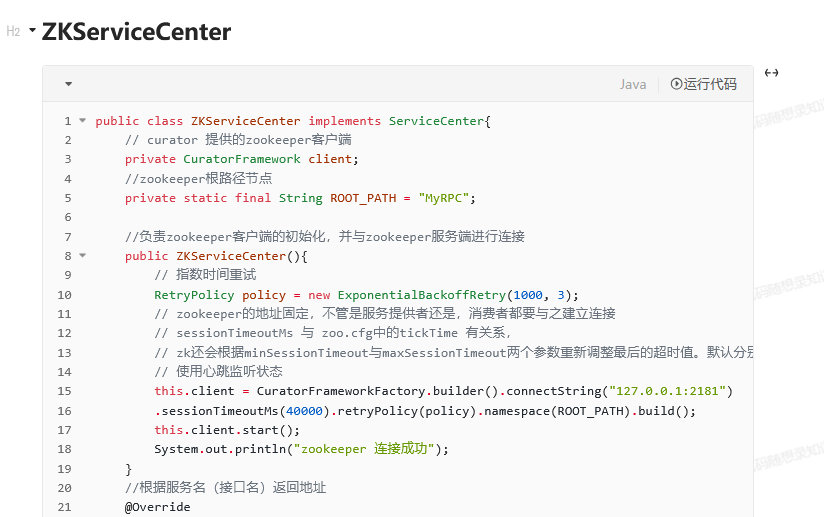 H2 ZKServiceCenter
Java 运行代码
1 public class ZKServiceCenter implements ServiceCenter{
2 // curator 提供的zookeeper客户端
3 private CuratorFramework client;
4 //zookeeper根路径节点
5 private static final String ROOT_PATH = "MyRPC";
6
7 //负责zookeeper客户端的初始化，并与zookeeper服务端进行连接
8 public ZKServiceCenter(){
9 // 指数时间重试
10 RetryPolicy policy = new ExponentialBackoffRetry(1000, 3);
11 // zookeeper的地址固定，不管是服务提供者还是，消费者都要与之建立连接
12 // sessionTimeoutMs 与 zoo.cfg中的tickTime 有关系，
13 // zk还会根据minSessionTimeout与maxSessionTimeout两个参数重新调整最后的超时值。默认分别
14 // 使用心跳监听状态
15 this.client = CuratorFrameworkFactory.builder().connectString("127.0.0.1:2181")
16 .sessionTimeoutMs(40000).retryPolicy(policy).namespace(ROOT_PATH).build();
17 this.client.start();
18 System.out.println("zookeeper 连接成功");
19 }
20 //根据服务名（接口名）返回地址
21 @Override